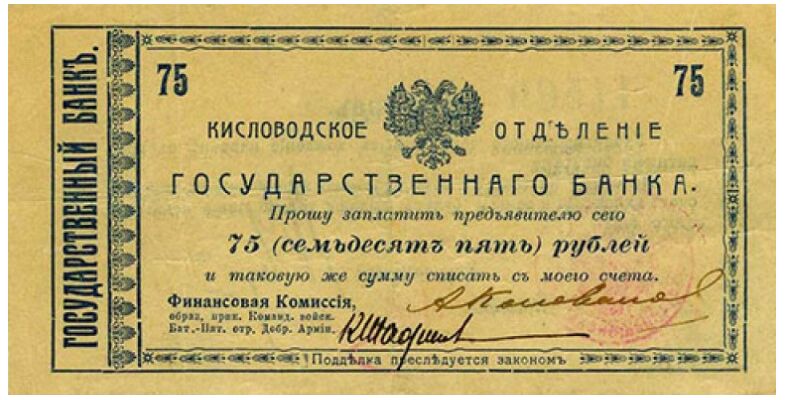 ГОСУДАРСТВЕННЫЙ БАНКЪ.
75 75
КИСЛОВОДСКОЕ ОТДѢЛЕНІЕ
ГОСУДАРСТВЕННАГО БАНКА.
Прошу заплатить предъявителю сего
75 (семьдесятъ пять) рублей
и таковую же сумму списать съ моего счета.
Финансовая Комиссія,
образ. прик. Команд. войск.
Бат.-Пят. отр. Добр. Арміи.
Поддѣлка преслѣдуется закономъ